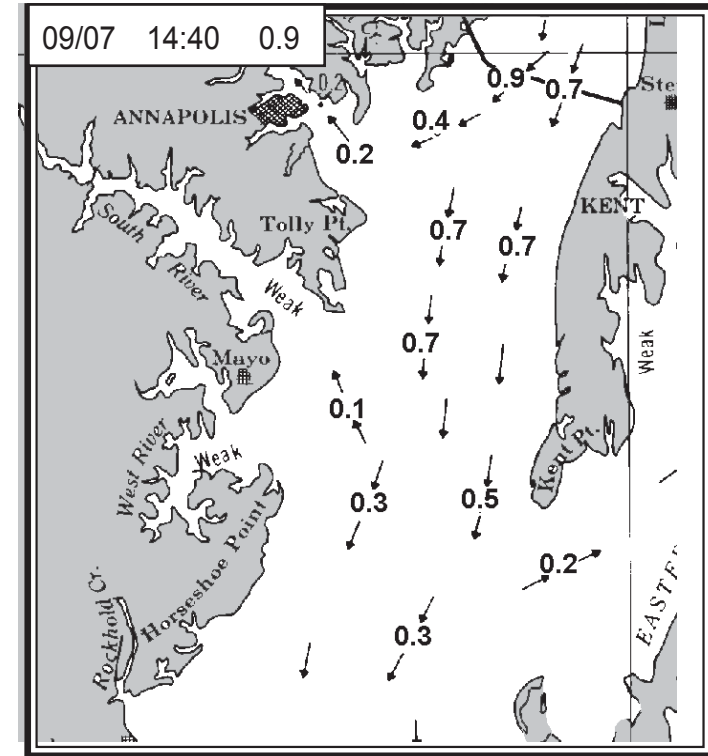 09/07 14:40 0.9
0.2
0.9
0.7
Ste
ANNAPOLIS
0.4
0.2
KENT
Tolly Pt.
0.7
0.7
South River
Weak
0.7
Weak
Mayo
0.1
Kent Pt.
West River
Weak
0.3
0.5
Horseshoe Point
0.2
Rockhold Cr.
EASTER
0.3